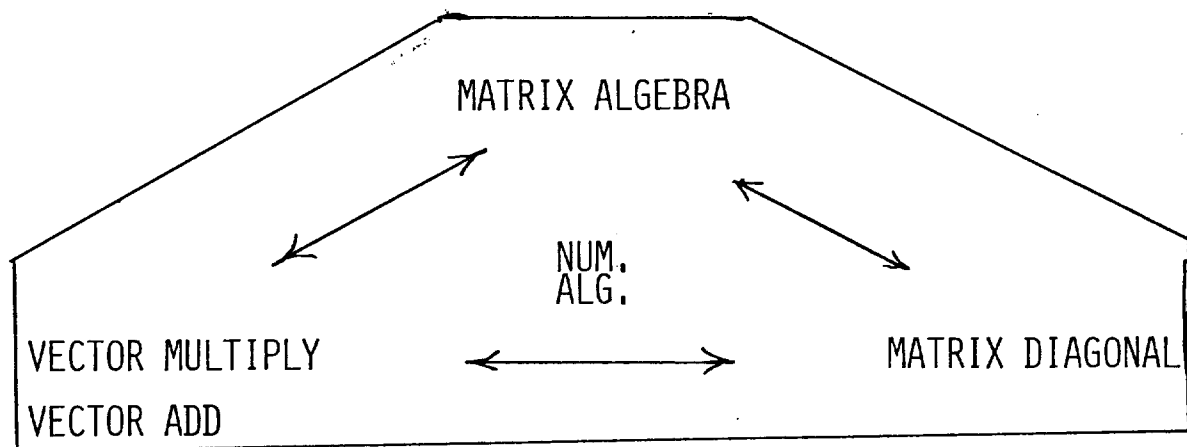 MATRIX ALGEBRA
NUM.
ALG.
VECTOR MULTIPLY
MATRIX DIAGONAL
VECTOR ADD